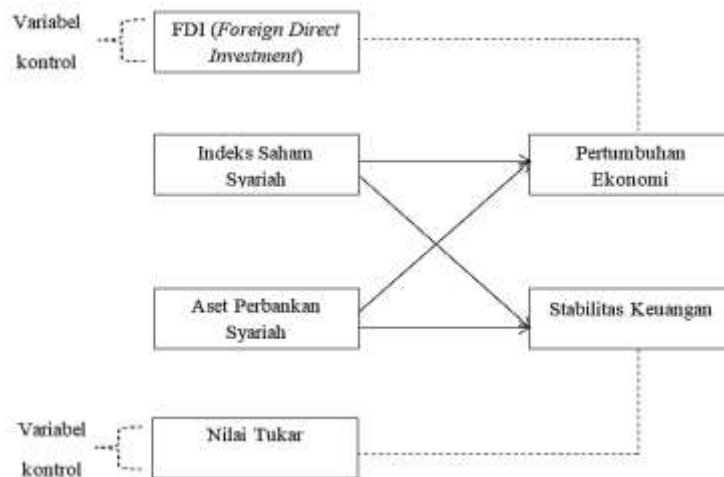 Variabel
kontrol
FDI (Foreign Direct
Investment)
Indeks Saham
Syariah
Pertumbuhan
Ekonomi
Aset Perbankan
Syariah
Stabilitas Keuangan
Variabel
kontrol
Nilai Tukar